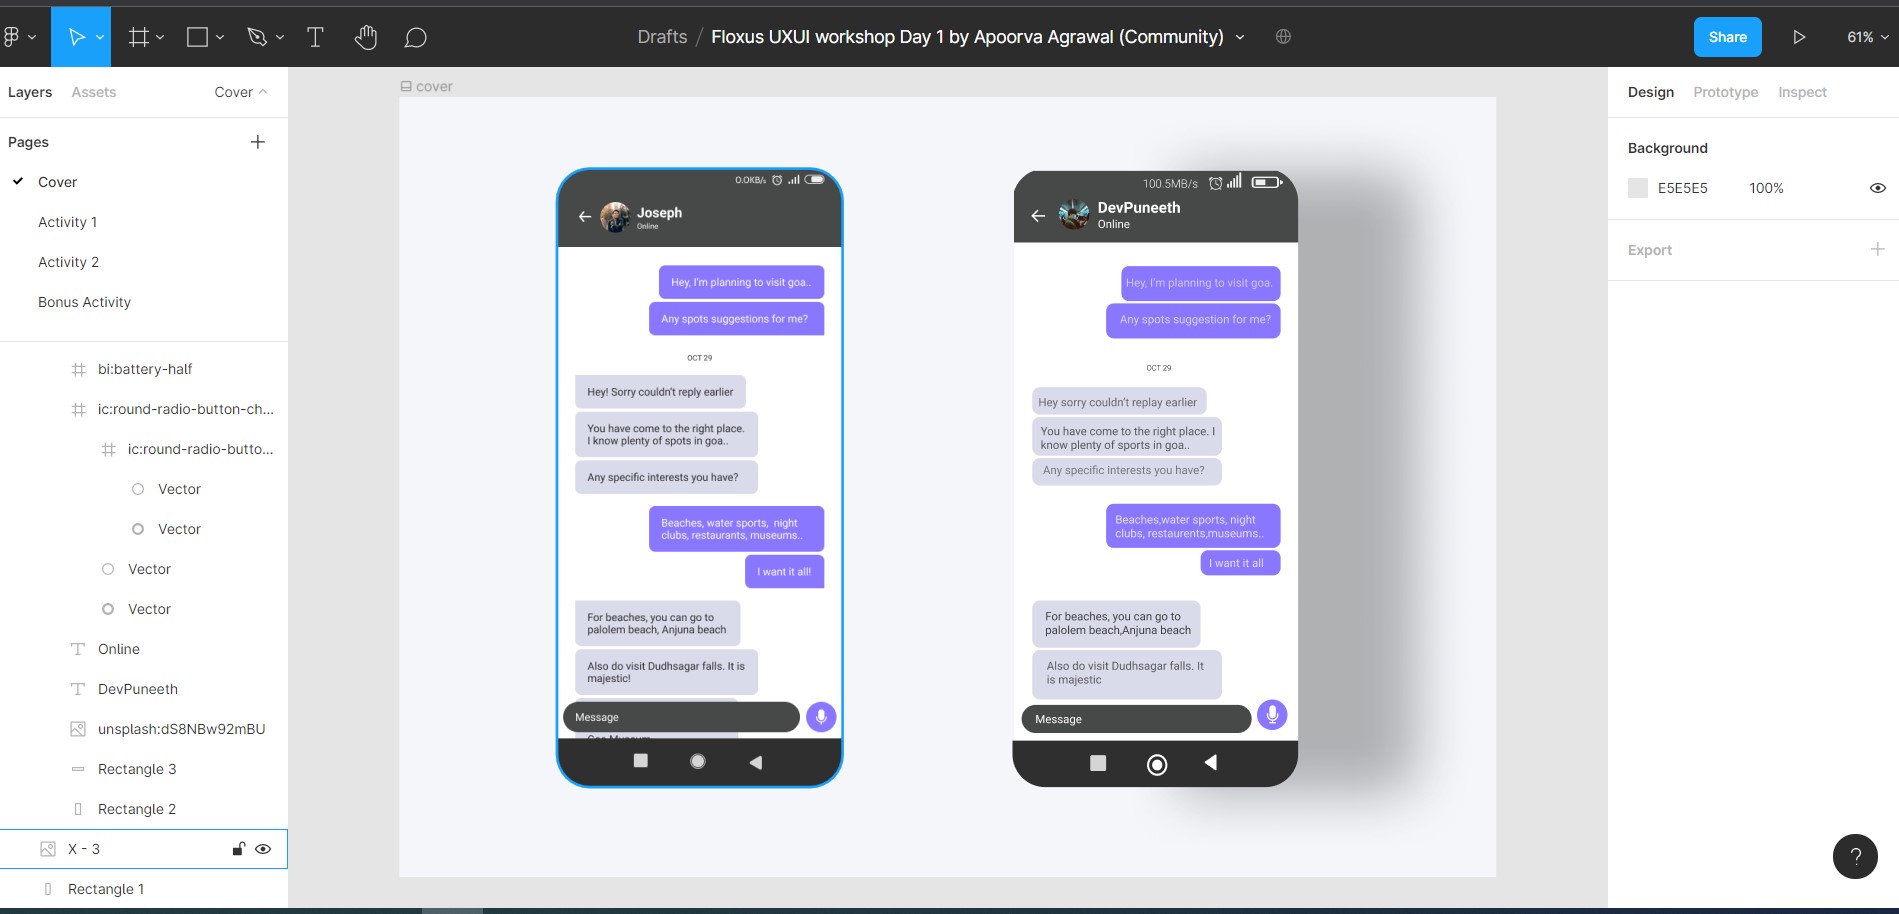 Drafts / Floxus UXUI workshop Day 1 by Apoorva Agrawal (Community)
Share
61%
Layers
Assets
Cover
Pages
Cover
Activity 1
Activity 2
Bonus Activity
bi:battery-half
ic:round-radio-button-ch...
ic:round-radio-butto...
Vector
Vector
Vector
Vector
Online
DevPuneeth
unsplash:dS8NBw92mBU
Rectangle 3
Rectangle 2
X - 3
Rectangle 1
cover
0.0KB/s
Joseph
Online
Hey, I'm planning to visit goa..
Any spots suggestions for me?
OCT 29
Hey! Sorry couldn't reply earlier
You have come to the right place.
I know plenty of spots in goa..
Any specific interests you have?
Beaches, water sports, night
clubs, restaurants, museums..
I want it all!
For beaches, you can go to
palolem beach, Anjuna beach
Also do visit Dudhsagar falls. It is
majestic!
Message
100.5MB/s
DevPuneeth
Online
Hey, I'm planning to visit goa.
Any spots suggestion for me?
OCT 29
Hey sorry couldn't replay earlier
You have come to the right place. I
know plenty of sports in goa..
Any specific interests you have?
Beaches,water sports, night
clubs, restaurents,museums..
I want it all
For beaches, you can go to
palolem beach,Anjuna beach
Also do visit Dudhsagar falls. It
is majestic
Message
Design
Prototype
Inspect
Background
E5E5E5
100%
Export
?